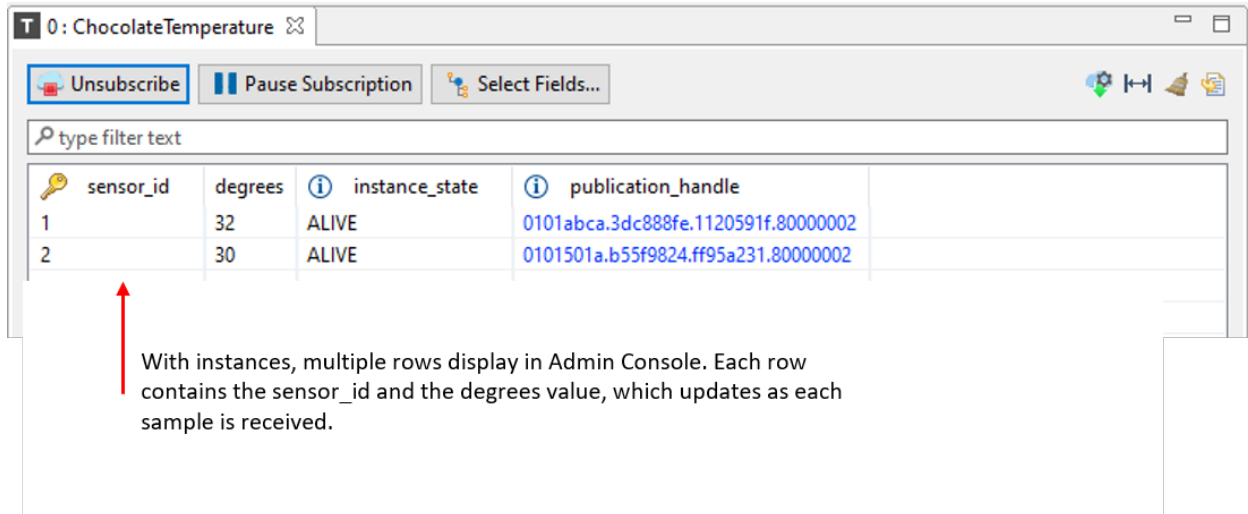 T 0 : ChocolateTemperature
Unsubscribe Pause Subscription Select Fields...
type filter text
sensor_id degrees i instance_state i publication_handle
1 32 ALIVE 0101abca.3dc888fe.1120591f.80000002
2 30 ALIVE 0101501a.b55f9824.ff95a231.80000002
With instances, multiple rows display in Admin Console. Each row
contains the sensor_id and the degrees value, which updates as each
sample is received.